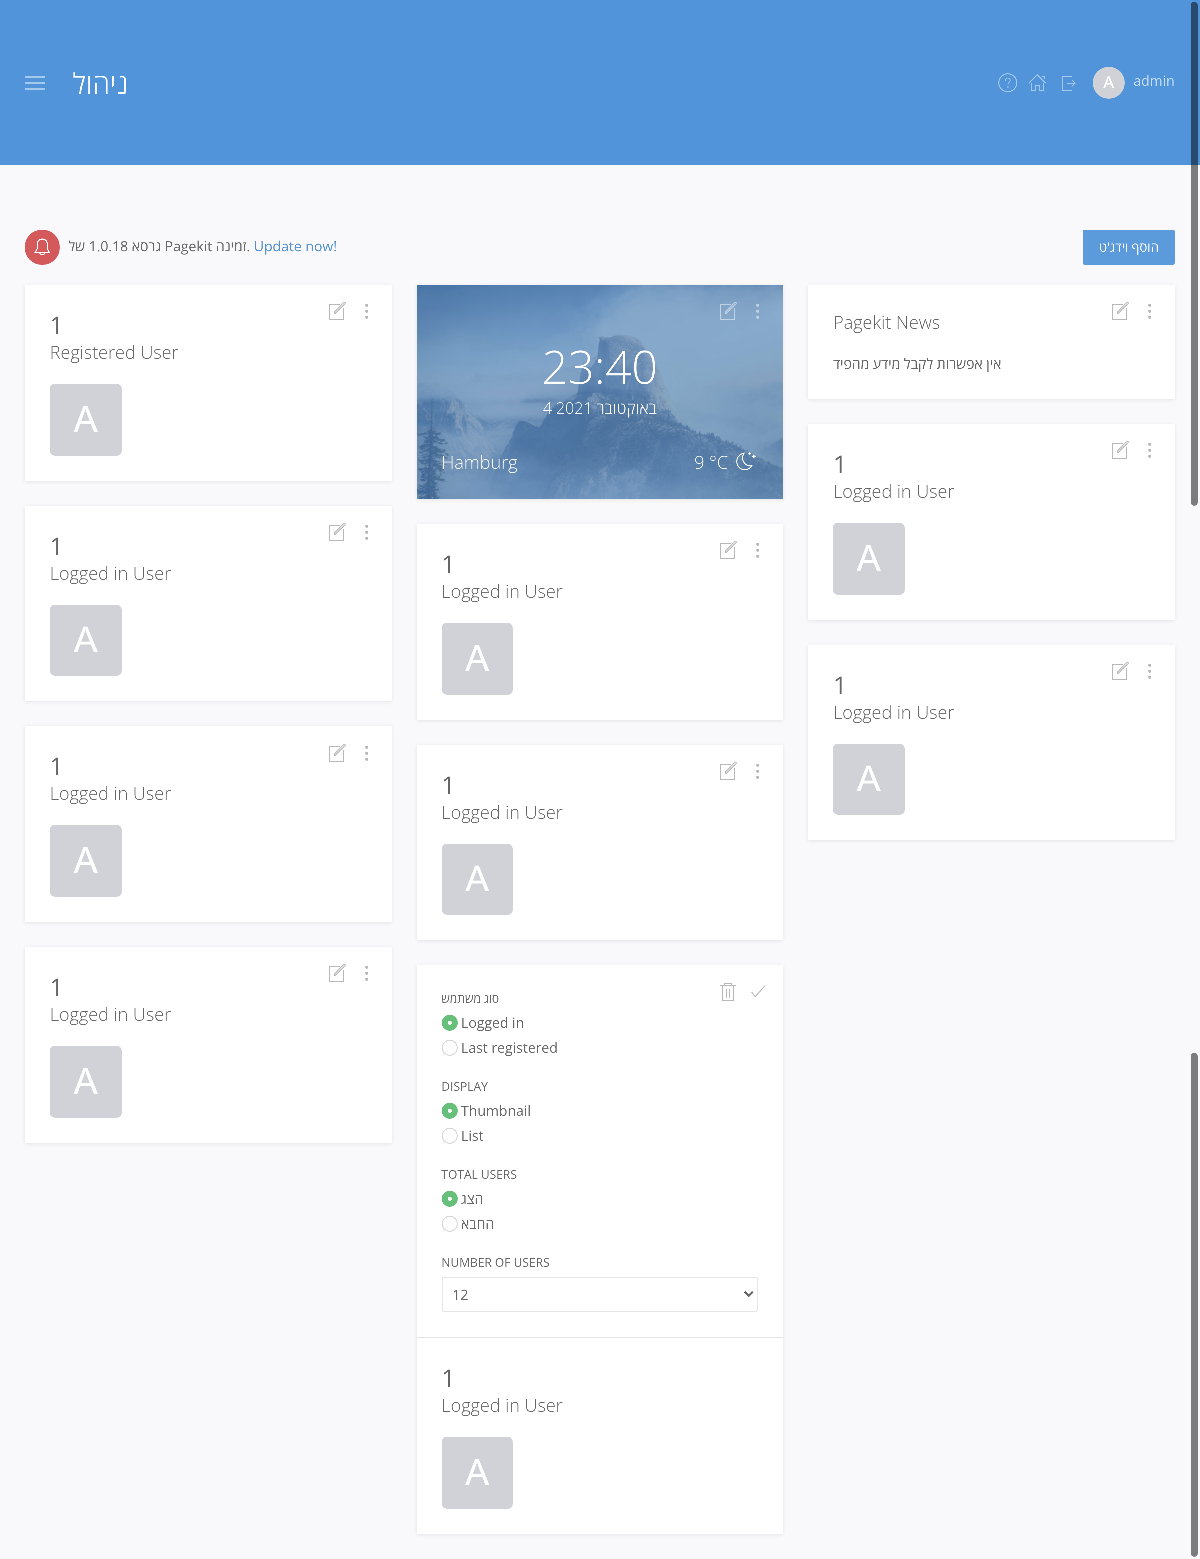 ניהול
A admin
גרסא 1.0.18 של Pagekit זמינה. Update now!
הוסף וידג'ט
1
Registered User
A
1
Logged in User
A
1
Logged in User
A
1
Logged in User
A
23:40
4 באוקטובר 2021
Hamburg 9 °C
1
Logged in User
A
1
Logged in User
A
סוג משתמש
Logged in
Last registered
DISPLAY
Thumbnail
List
TOTAL USERS
הצג
החבא
NUMBER OF USERS
12
1
Logged in User
A
Pagekit News
אין אפשרות לקבל מידע מהפיד
1
Logged in User
A
1
Logged in User
A